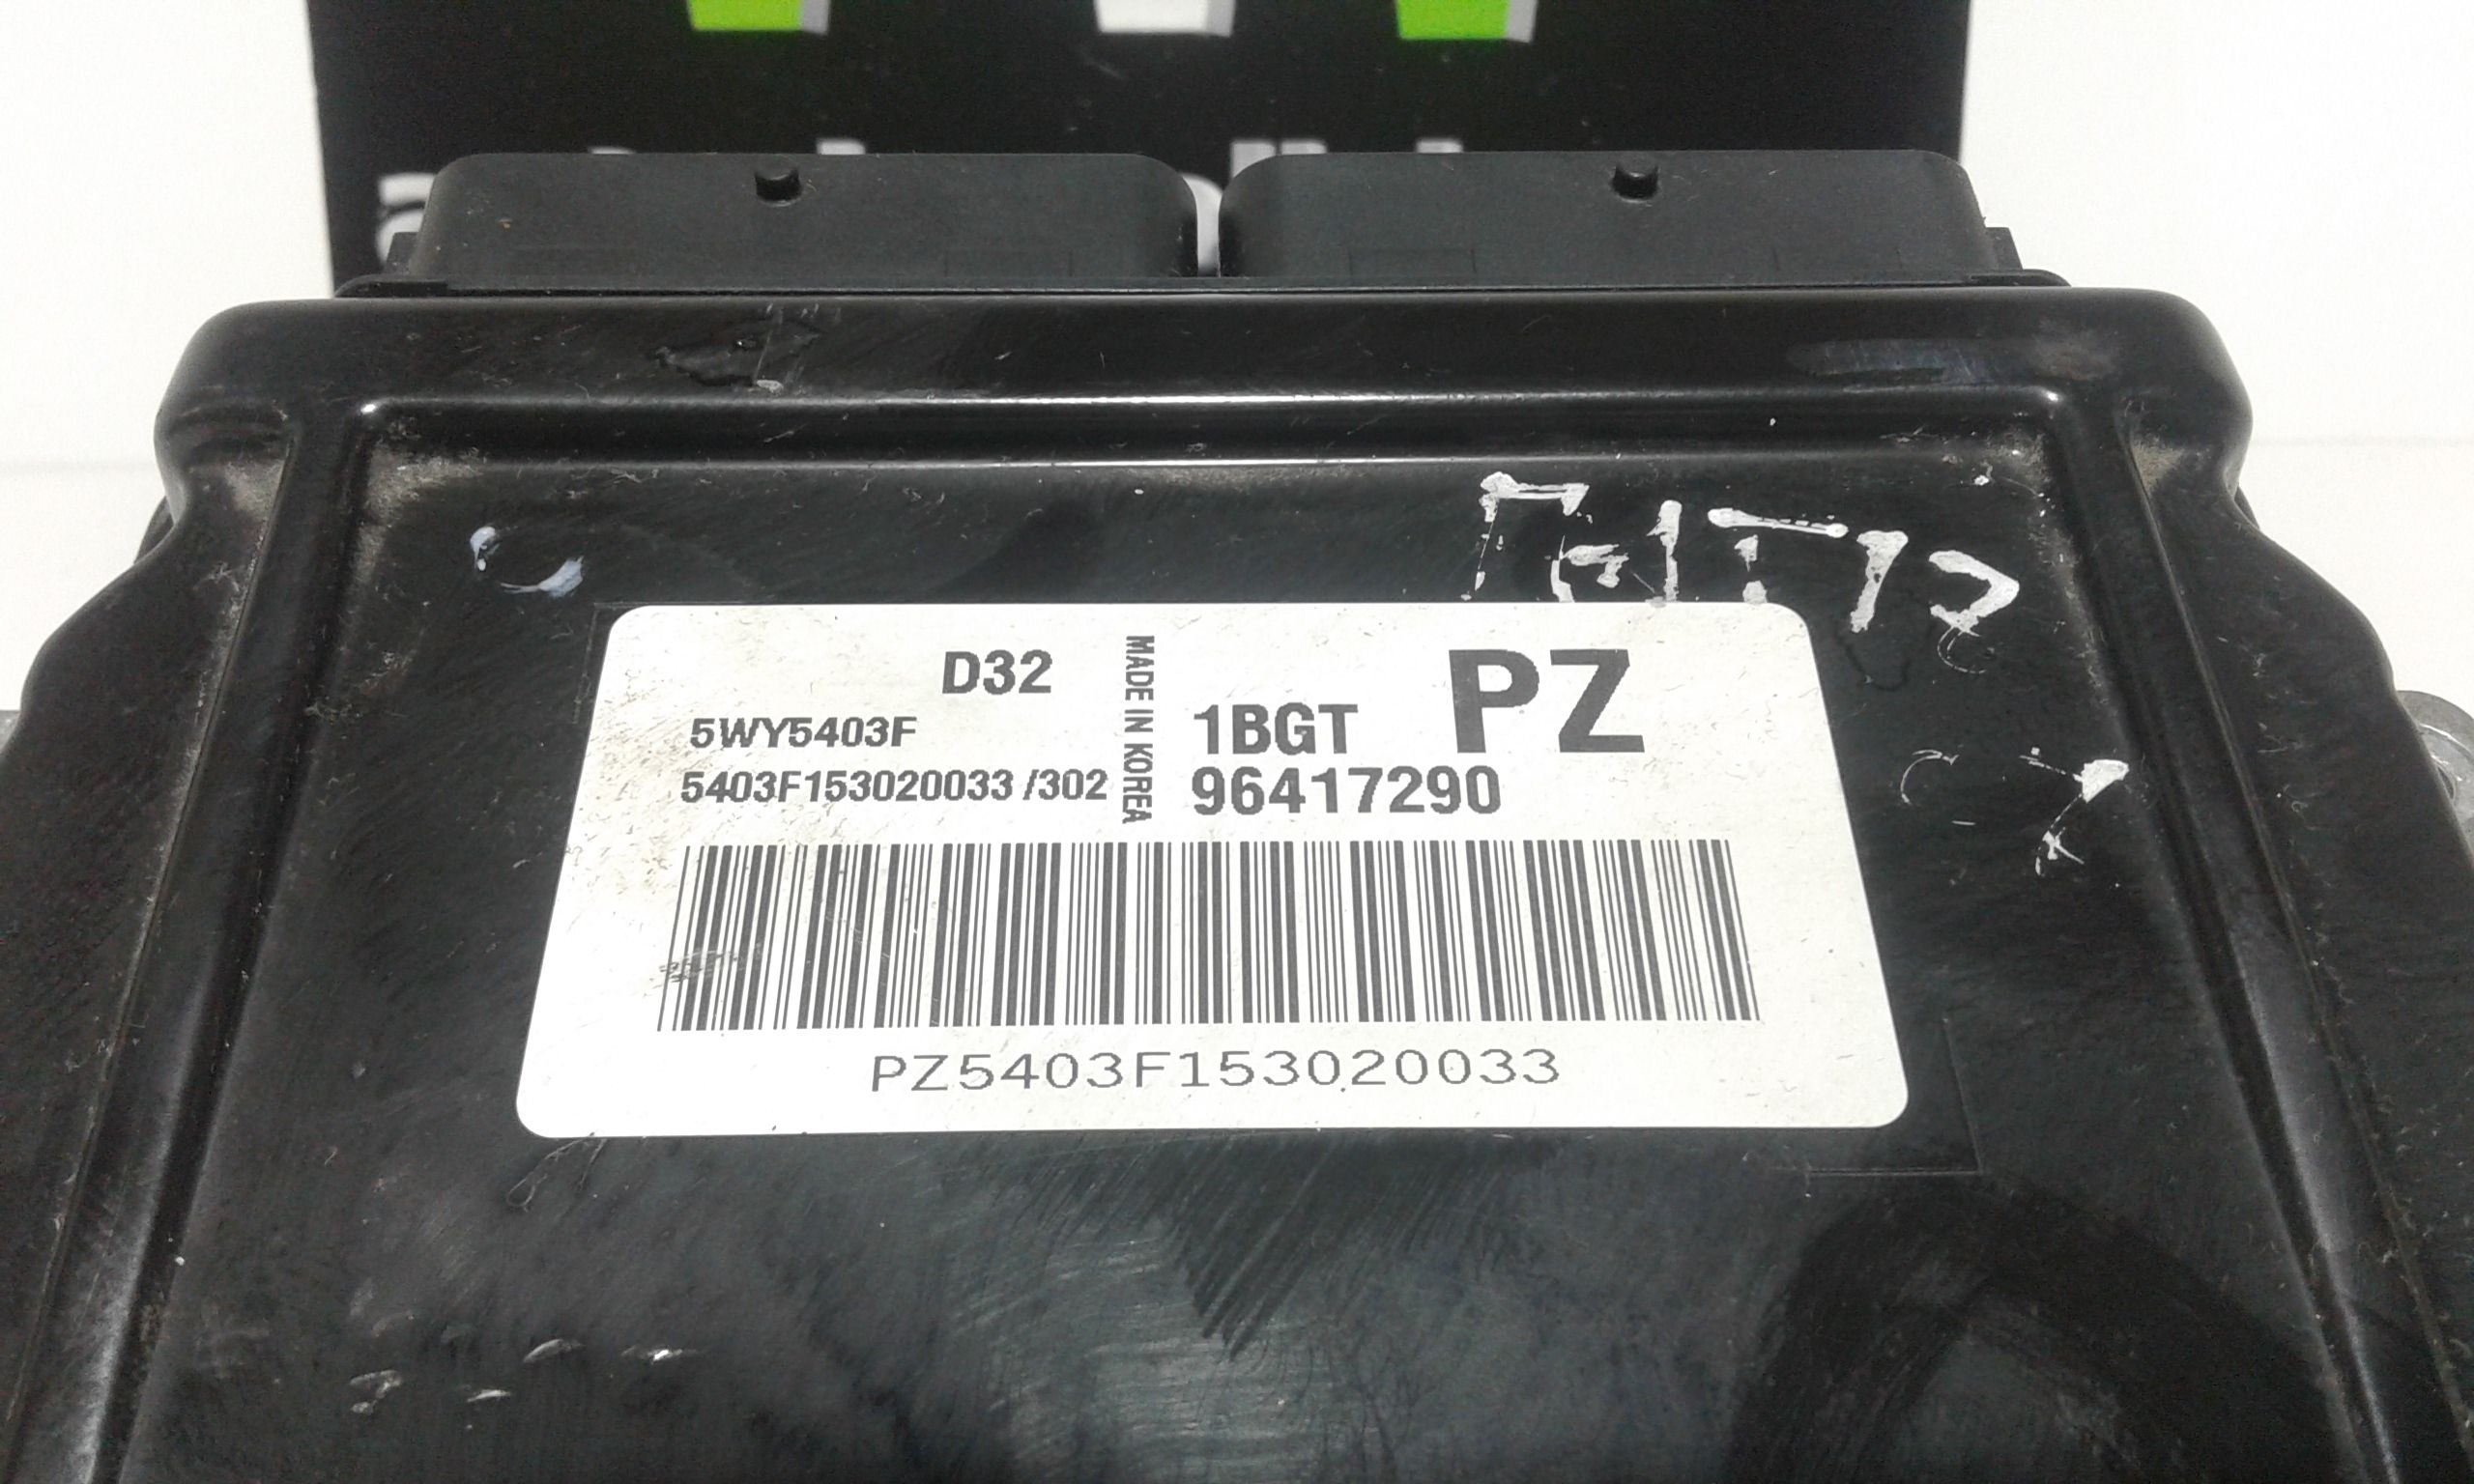 D32
5WY5403F
5403F153020033 /302
MADE IN KOREA
1BGT PZ
96417290
PZ5403F153020033